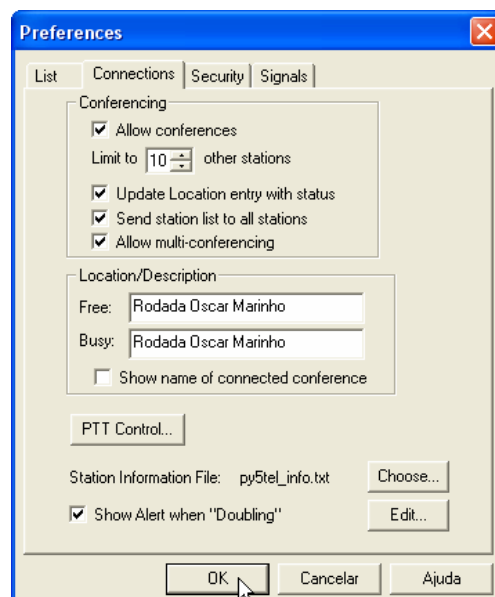 Preferences
List Connections Security Signals
Conferencing
Allow conferences
Limit to 10 other stations
Update Location entry with status
Send station list to all stations
Allow multi-conferencing
Location/Description
Free: Rodada Oscar Marinho
Busy: Rodada Oscar Marinho
Show name of connected conference
PTT Control...
Station Information File: py5tel_info.txt Choose...
Show Alert when "Doubling" Edit...
OK Cancelar Ajuda